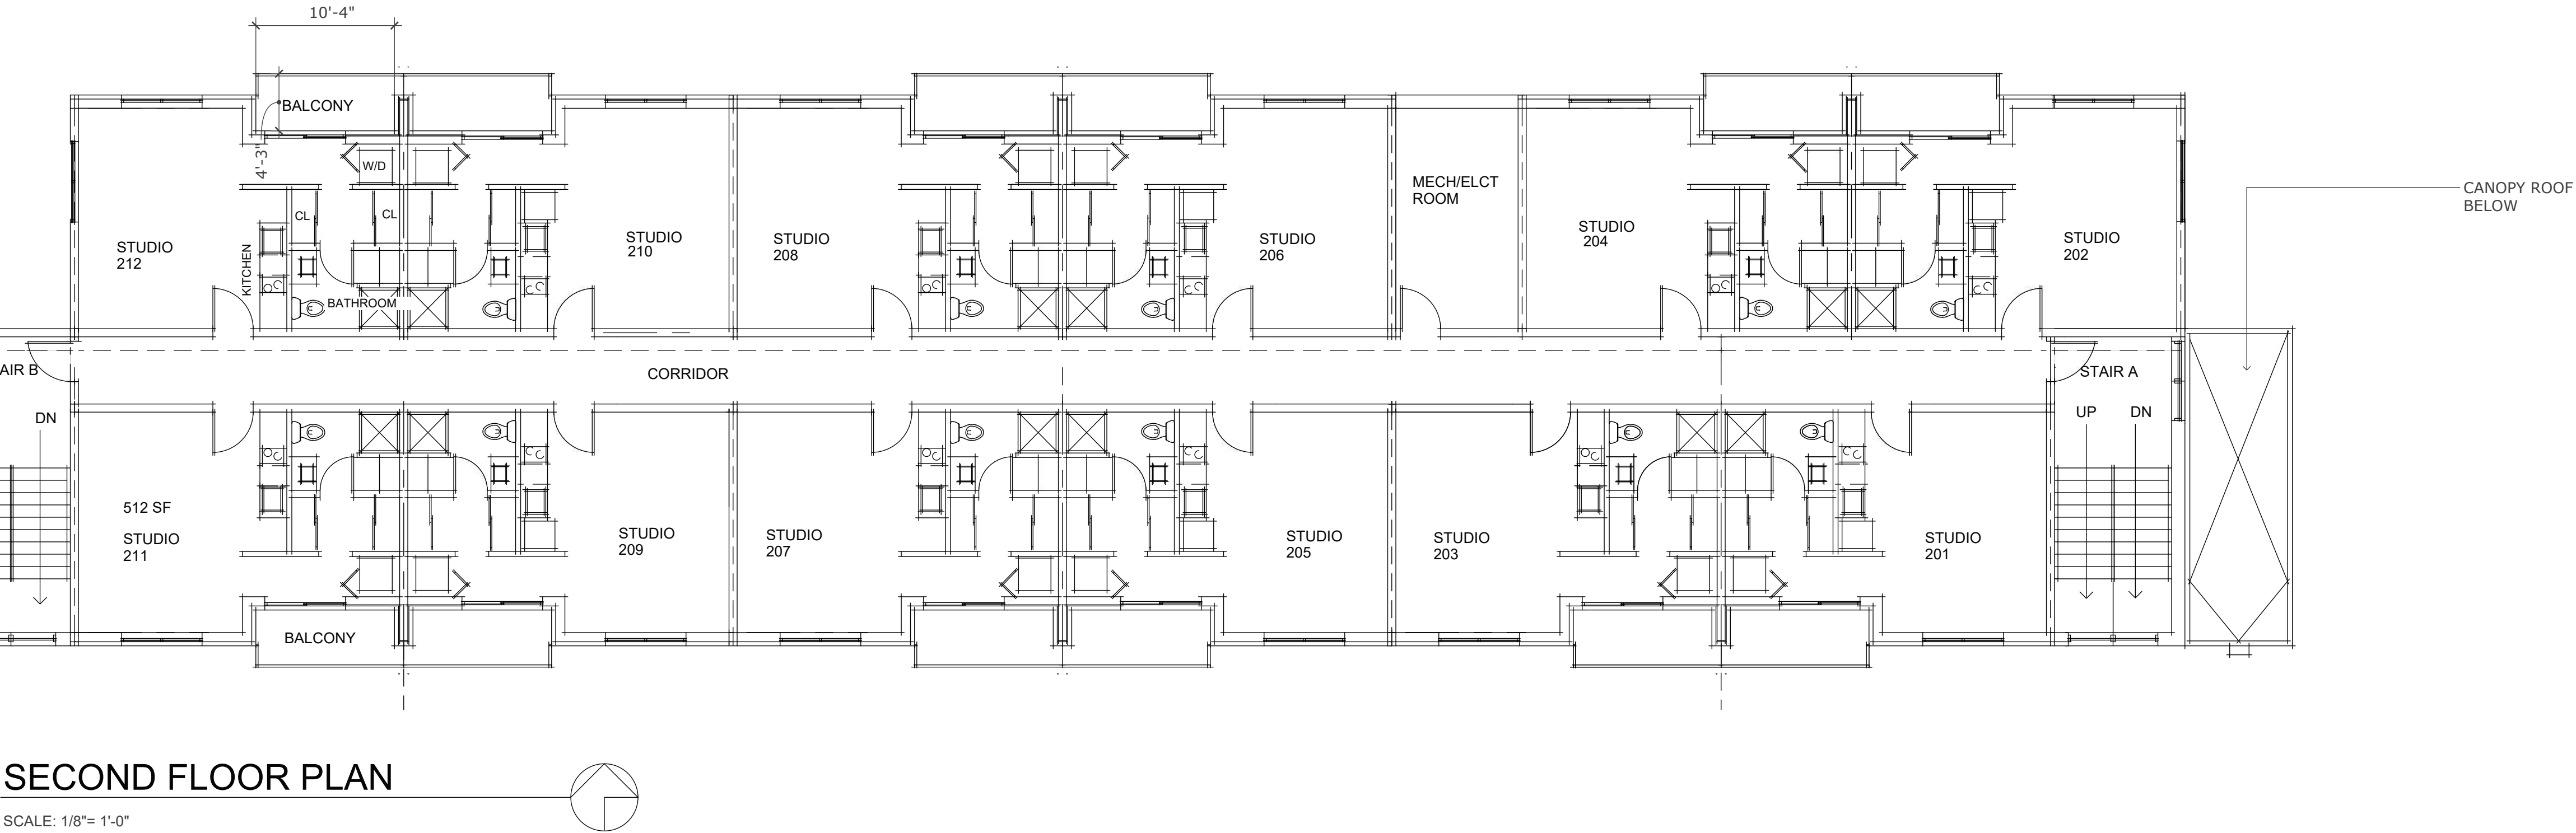 10'-4"
BALCONY
4'-3"
W/D
CL
CL
KITCHEN
BATHROOM
STUDIO
212
STUDIO
210
STUDIO
208
STUDIO
206
MECH/ELCT
ROOM
STUDIO
204
STUDIO
202
CANOPY ROOF
BELOW
AIR B
DN
CORRIDOR
STAIR A
UP
DN
512 SF
STUDIO
211
STUDIO
209
STUDIO
207
STUDIO
205
STUDIO
203
STUDIO
201
BALCONY
SECOND FLOOR PLAN
SCALE: 1/8"= 1'-0"